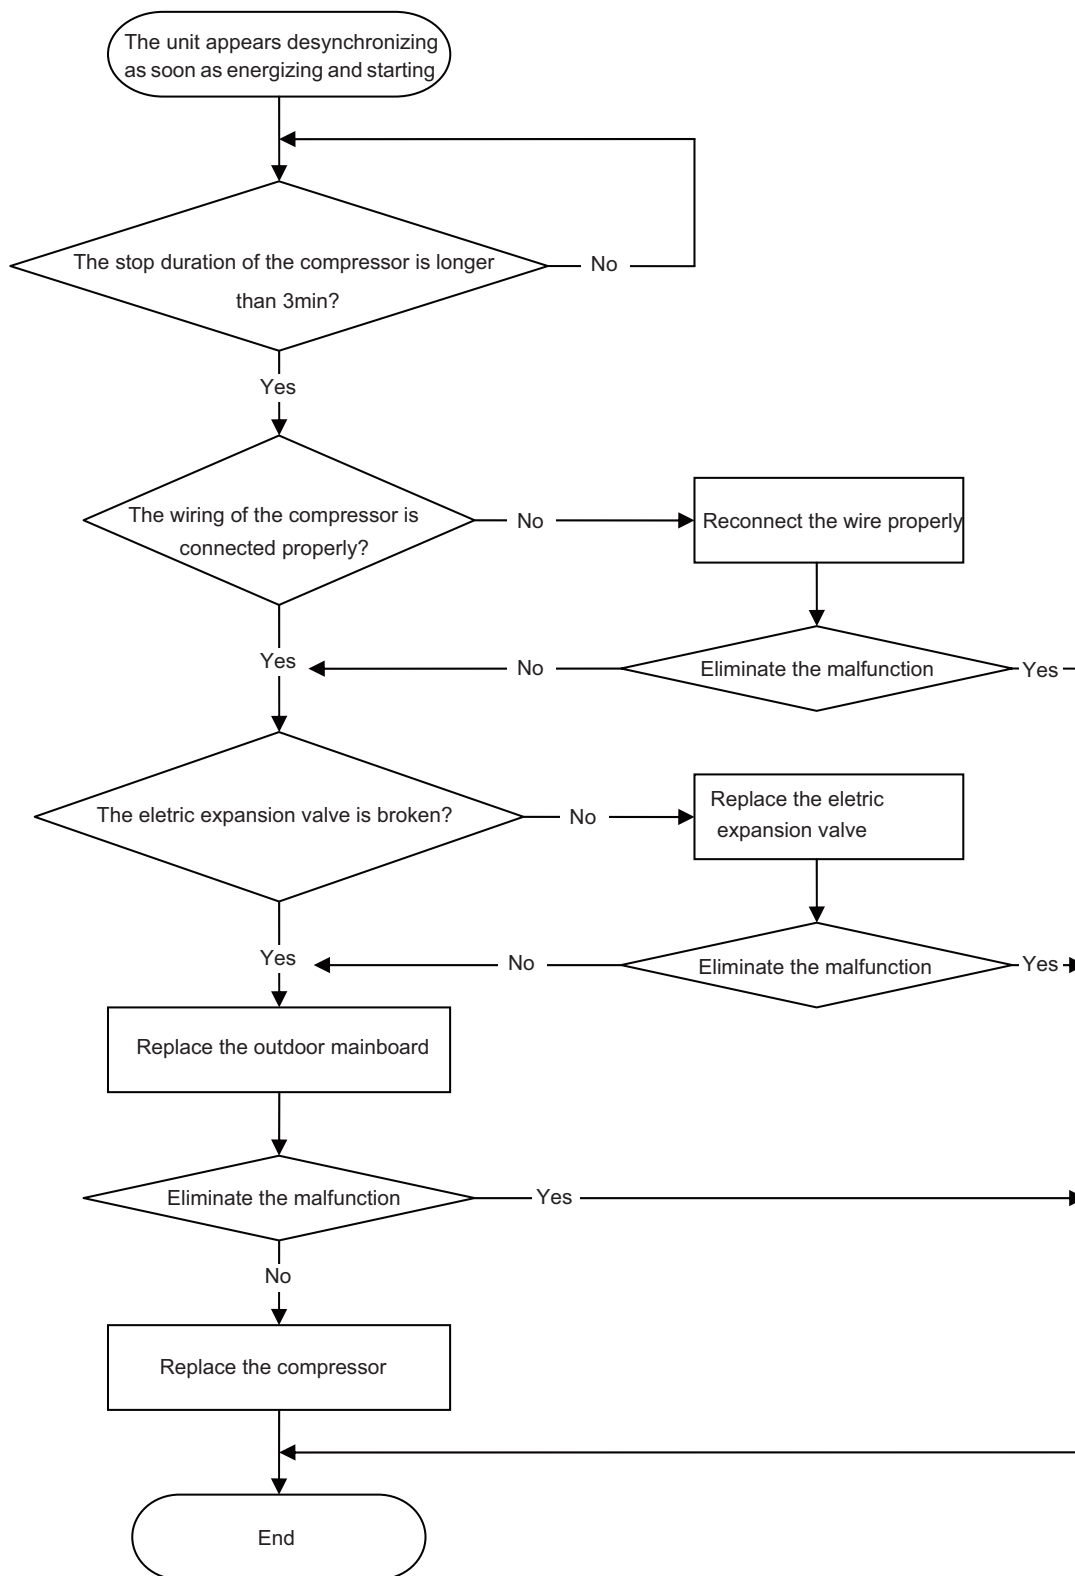 The unit appears desynchronizing
as soon as energizing and starting
The stop duration of the compressor is longer
than 3min?
No
Yes
The wiring of the compressor is
connected properly?
No
Reconnect the wire properly
Yes
No
Eliminate the malfunction
Yes
The eletric expansion valve is broken?
No
Replace the eletric
expansion valve
Yes
No
Eliminate the malfunction
Yes
Replace the outdoor mainboard
Eliminate the malfunction
Yes
No
Replace the compressor
End